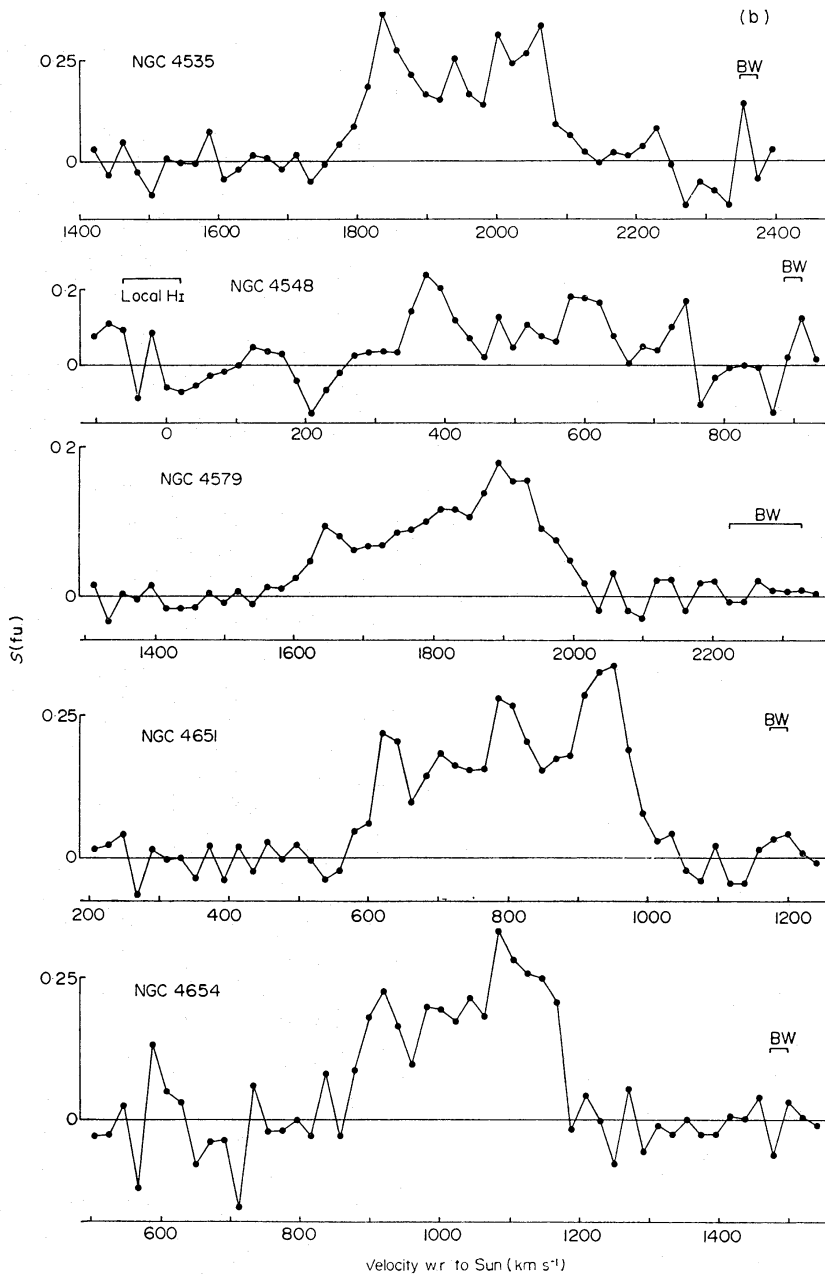 (b)
0·25
NGC 4535
BW
0
1400 1600 1800 2000 2200 2400
0·2
Local HI
NGC 4548
BW
0
0 200 400 600 800
0·2
NGC 4579
BW
0
1400 1600 1800 2000 2200
S(f.u.)
0·25
NGC 4651
BW
0
200 400 600 800 1000 1200
0·25
NGC 4654
BW
0
600 800 1000 1200 1400
Velocity w.r. to Sun (km s⁻¹)